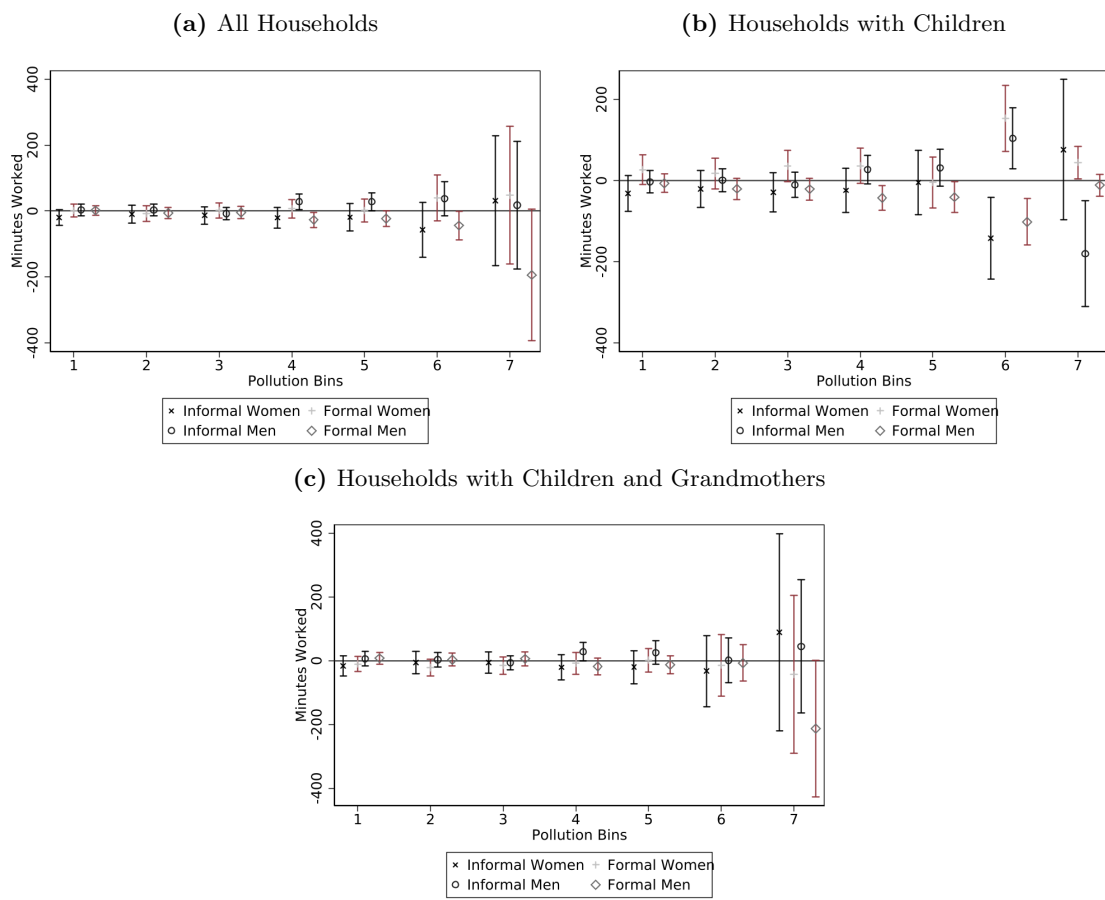 (a) All Households
400
200
0
-200
-400
Minutes Worked
1 2 3 4 5 6 7
Pollution Bins
× Informal Women + Formal Women
○ Informal Men ◇ Formal Men
(b) Households with Children
200
0
-200
-400
Minutes Worked
1 2 3 4 5 6 7
Pollution Bins
× Informal Women + Formal Women
○ Informal Men ◇ Formal Men
(c) Households with Children and Grandmothers
400
200
0
-200
-400
Minutes Worked
1 2 3 4 5 6 7
Pollution Bins
× Informal Women + Formal Women
○ Informal Men ◇ Formal Men